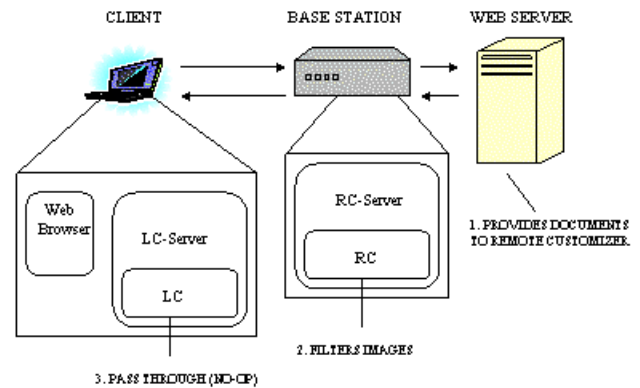 CLIENT
BASE STATION
WEB SERVER
Web
Browser
LC-Server
LC
RC-Server
RC
1. PROVIDES DOCUMENTS
TO REMOTE CUSTOMIZER
2. FILTERS IMAGES
3. PASS THROUGH (NO-OP)